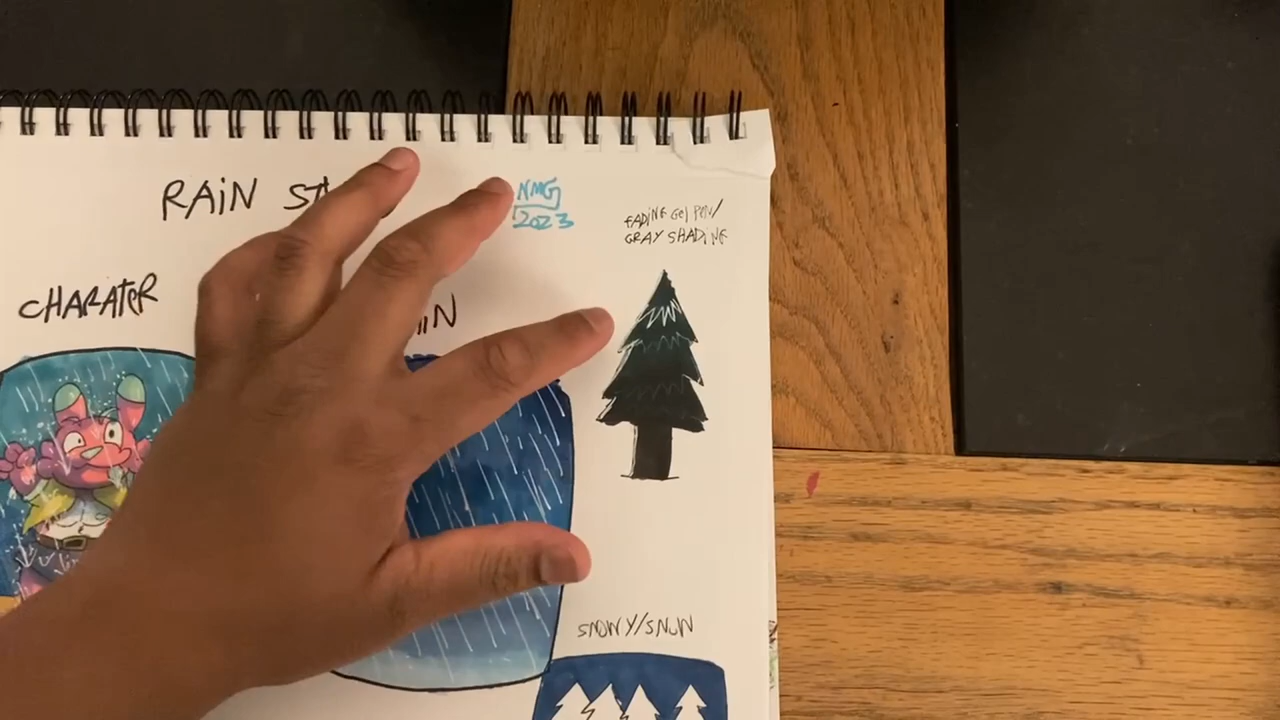 RAiN
NMG
2023
FADiNG Gel PeN/
GRAY SHADiNG
CHARATeR
SNOWY/SNOW